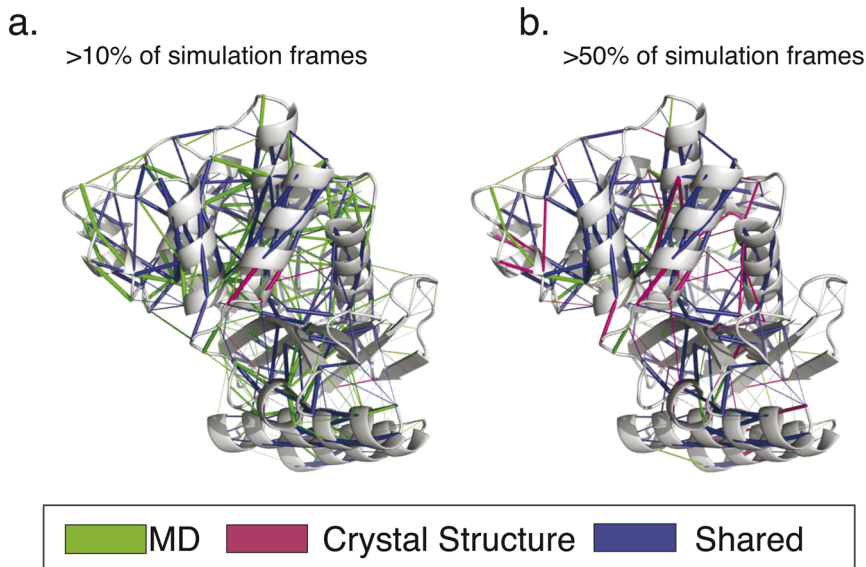 a.
>10% of simulation frames
b.
>50% of simulation frames
MD
Crystal Structure
Shared